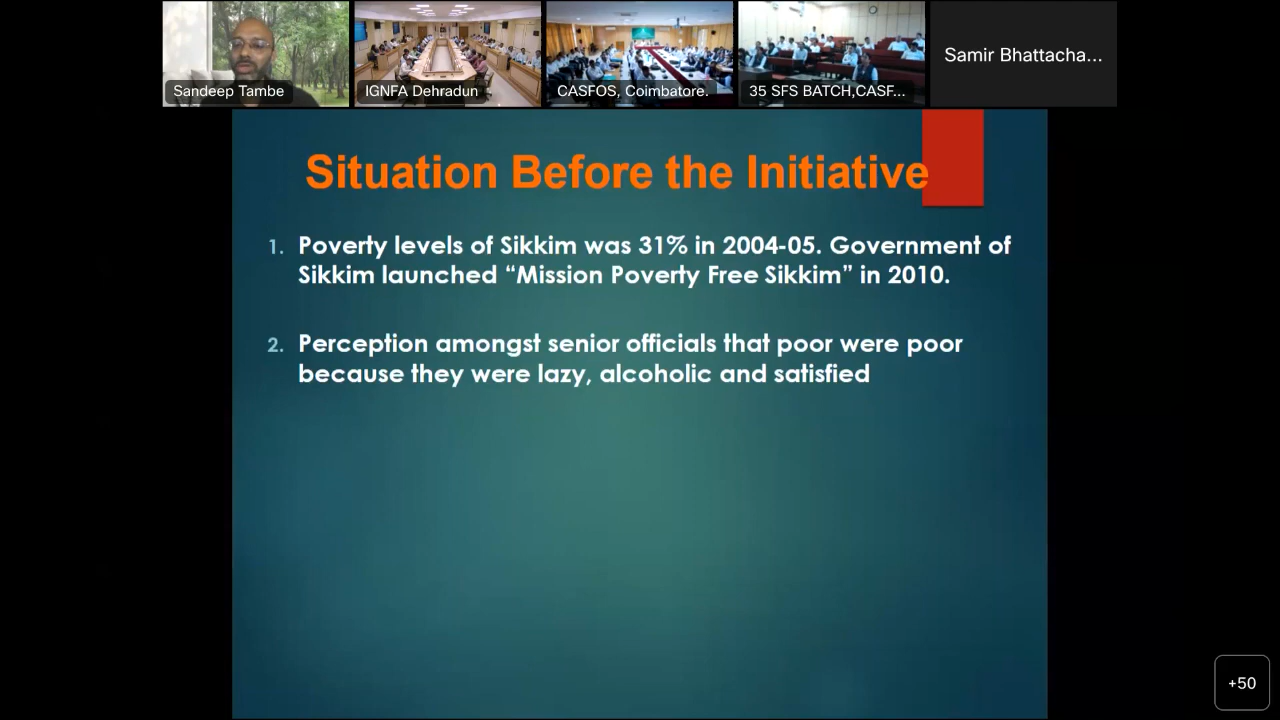 Sandeep Tambe
IGNFA Dehradun
CASFOS, Coimbatore.
35 SFS BATCH,CASF...
Samir Bhattacha...
Situation Before the Initiative
1. Poverty levels of Sikkim was 31% in 2004-05. Government of
Sikkim launched “Mission Poverty Free Sikkim” in 2010.
2. Perception amongst senior officials that poor were poor
because they were lazy, alcoholic and satisfied
+50